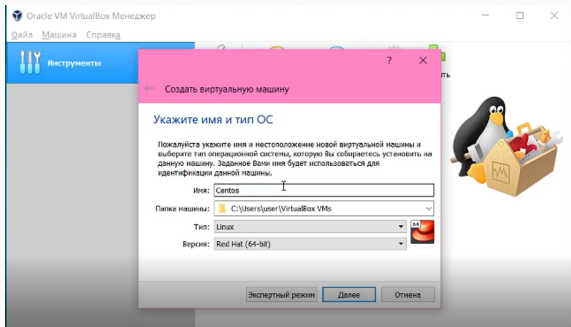 Oracle VM VirtualBox Менеджер
Файл Машина Справка
Инструменты
?
Создать виртуальную машину
Укажите имя и тип ОС
Пожалуйста укажите имя и местоположение новой виртуальной машины и
выберите тип операционной системы, которую Вы собираетесь установить на
данную машину. Заданное Вами имя будет использоваться для
идентификации данной машины.
Имя: Centos
Папка машины: C:\Users\user\VirtualBox VMs
Тип: Linux
64
Версия: Red Hat (64-bit)
Экспертный режим Далее Отмена